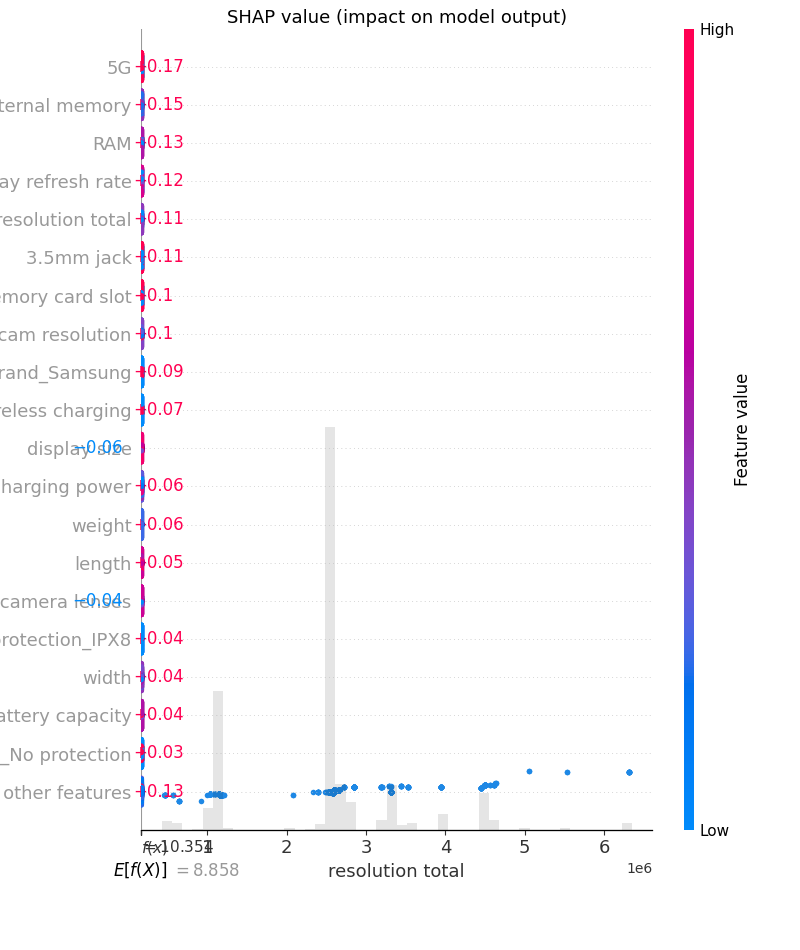 SHAP value (impact on model output)
High
5G +0.17
ternal memory +0.15
RAM +0.13
ay refresh rate +0.12
resolution total +0.11
3.5mm jack +0.11
emory card slot +0.1
cam resolution +0.1
rand_Samsung +0.09
reless charging +0.07
display size −0.06
harging power +0.06
weight +0.06
length +0.05
camera lenses −0.04
protection_IPX8 +0.04
width +0.04
attery capacity +0.04
_No protection +0.03
other features +0.13
Feature value
Low
f(x) =10.351
1 2 3 4 5 6
E[f(X)] = 8.858
resolution total
1e6